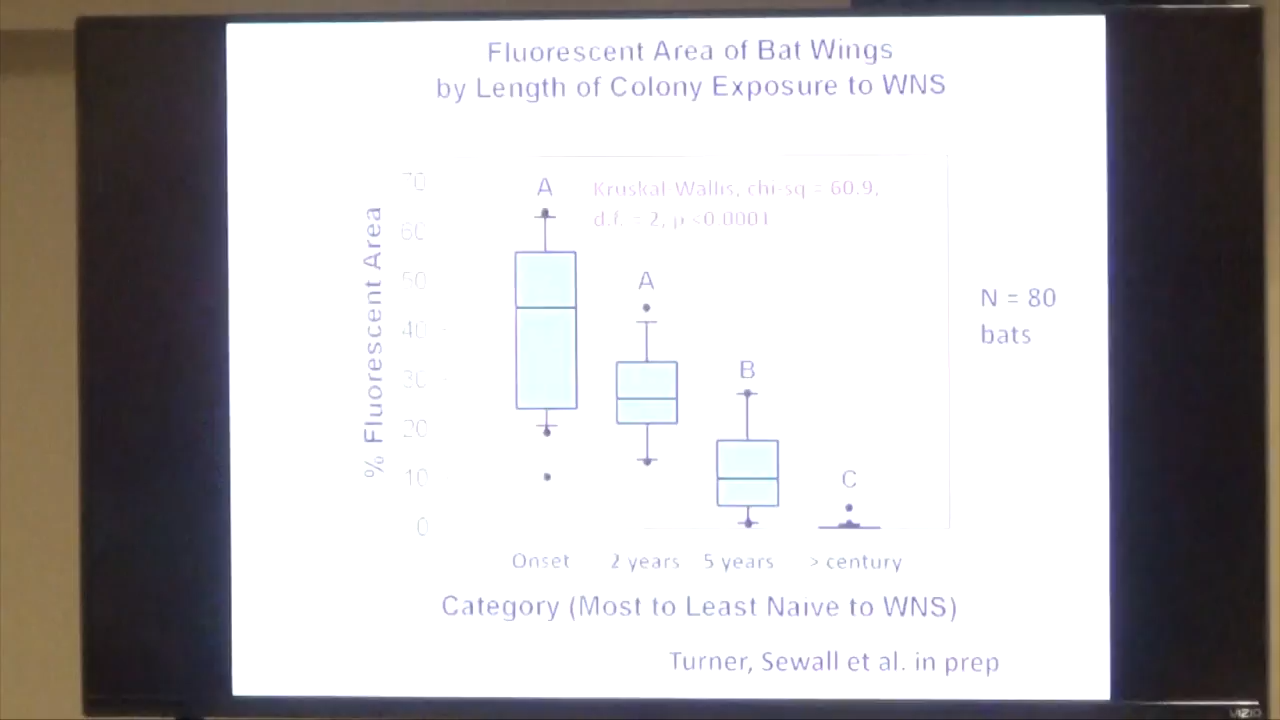 Fluorescent Area of Bat Wings
by Length of Colony Exposure to WNS
70
60
50
40
30
20
10
0
% Fluorescent Area
A
Kruskal Wallis, chi-sq = 60.9,
d.f. = 2, p <0.0001
A
B
C
N = 80
bats
Onset 2 years 5 years > century
Category (Most to Least Naive to WNS)
Turner, Sewall et al. in prep
VIZIO